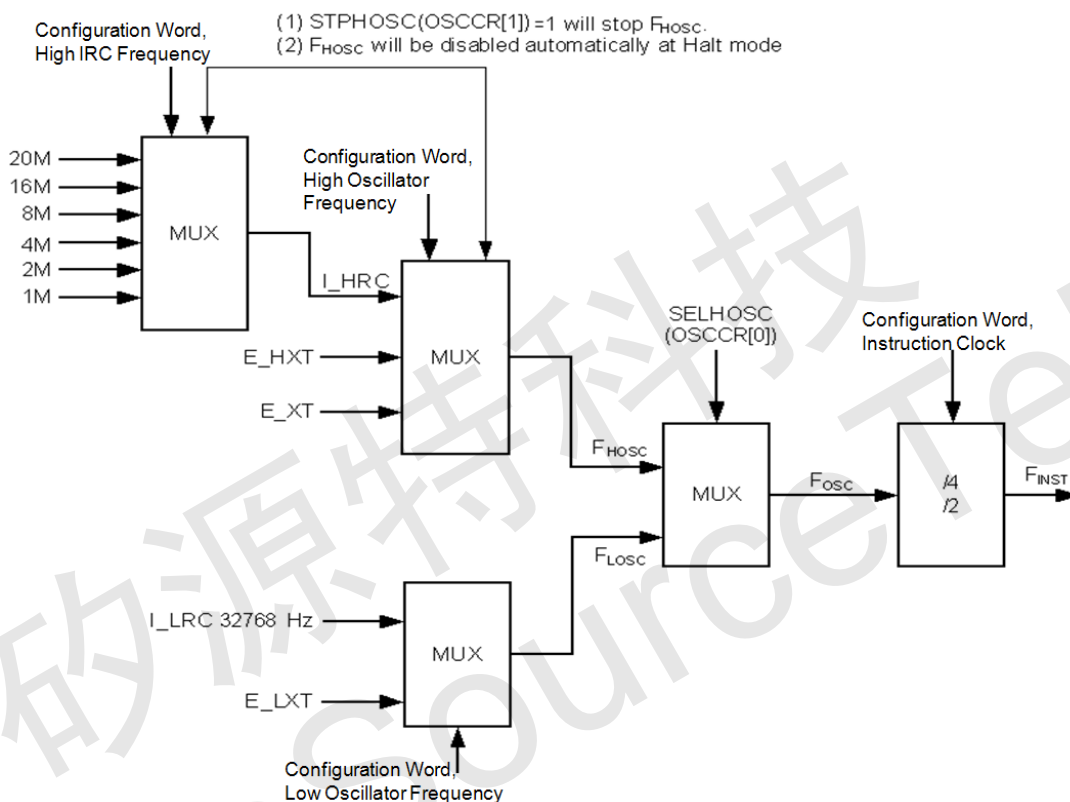 (1) STPHOSC(OSCCR[1])=1 will stop FHOSC.
(2) FHOSC will be disabled automatically at Halt mode
Configuration Word,
High IRC Frequency
20M
16M
8M
4M
2M
1M
MUX
Configuration Word,
High Oscillator
Frequency
I_HRC
E_HXT
E_XT
MUX
FHOSC
SELHOSC
(OSCCR[0])
MUX
FLOSC
FOSC
Configuration Word,
Instruction Clock
/4
/2
FINST
I_LRC 32768 Hz
E_LXT
MUX
Configuration Word,
Low Oscillator Frequency
矽源特科技
SourceTe